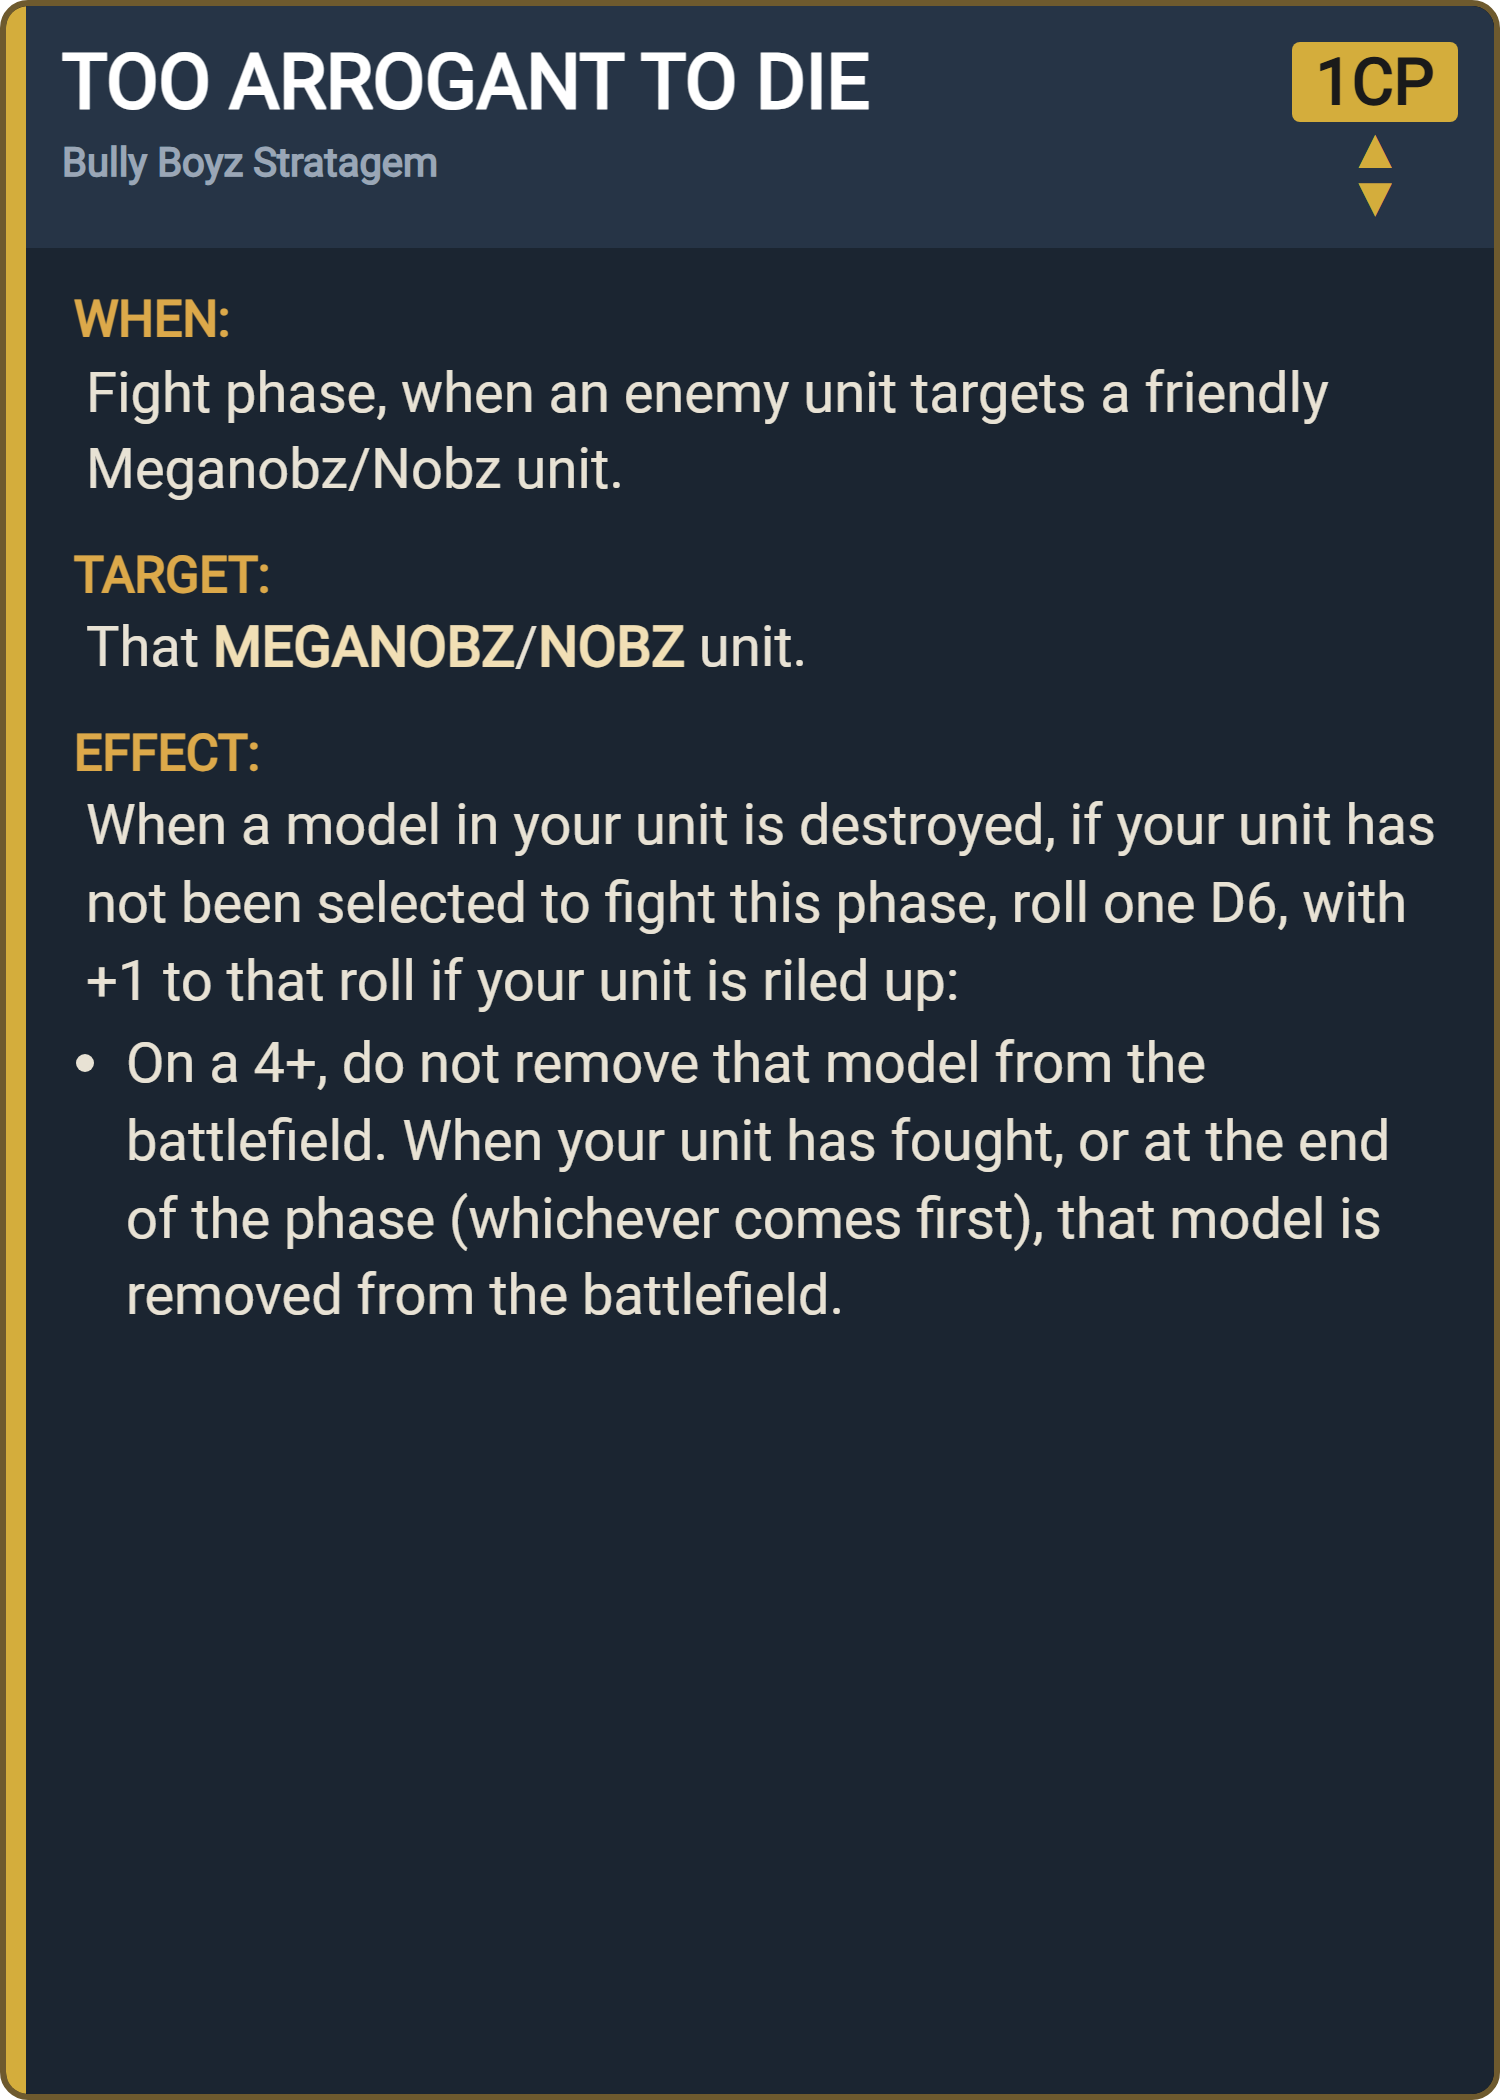 TOO ARROGANT TO DIE
1CP
Bully Boyz Stratagem
WHEN:
Fight phase, when an enemy unit targets a friendly
Meganobz/Nobz unit.
TARGET:
That MEGANOBZ/NOBZ unit.
EFFECT:
When a model in your unit is destroyed, if your unit has
not been selected to fight this phase, roll one D6, with
+1 to that roll if your unit is riled up:
• On a 4+, do not remove that model from the
battlefield. When your unit has fought, or at the end
of the phase (whichever comes first), that model is
removed from the battlefield.